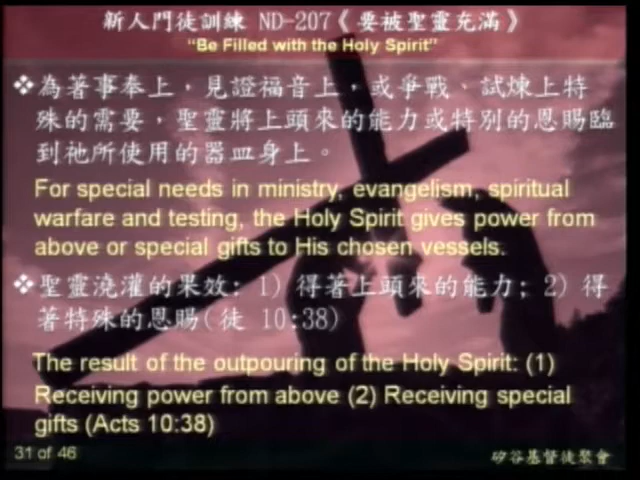 新人門徒訓練 ND-207《要被聖靈充滿》
“Be Filled with the Holy Spirit”
❖為著事奉上，見證福音上，或爭戰、試煉上特
殊的需要，聖靈將上頭來的能力或特別的恩賜臨
到祂所使用的器皿身上。
For special needs in ministry, evangelism, spiritual
warfare and testing, the Holy Spirit gives power from
above or special gifts to His chosen vessels.
❖聖靈澆灌的果效: 1) 得著上頭來的能力; 2) 得
著特殊的恩賜(徒 10:38)
The result of the outpouring of the Holy Spirit: (1)
Receiving power from above (2) Receiving special
gifts (Acts 10:38)
31 of 46
矽谷基督徒聚會